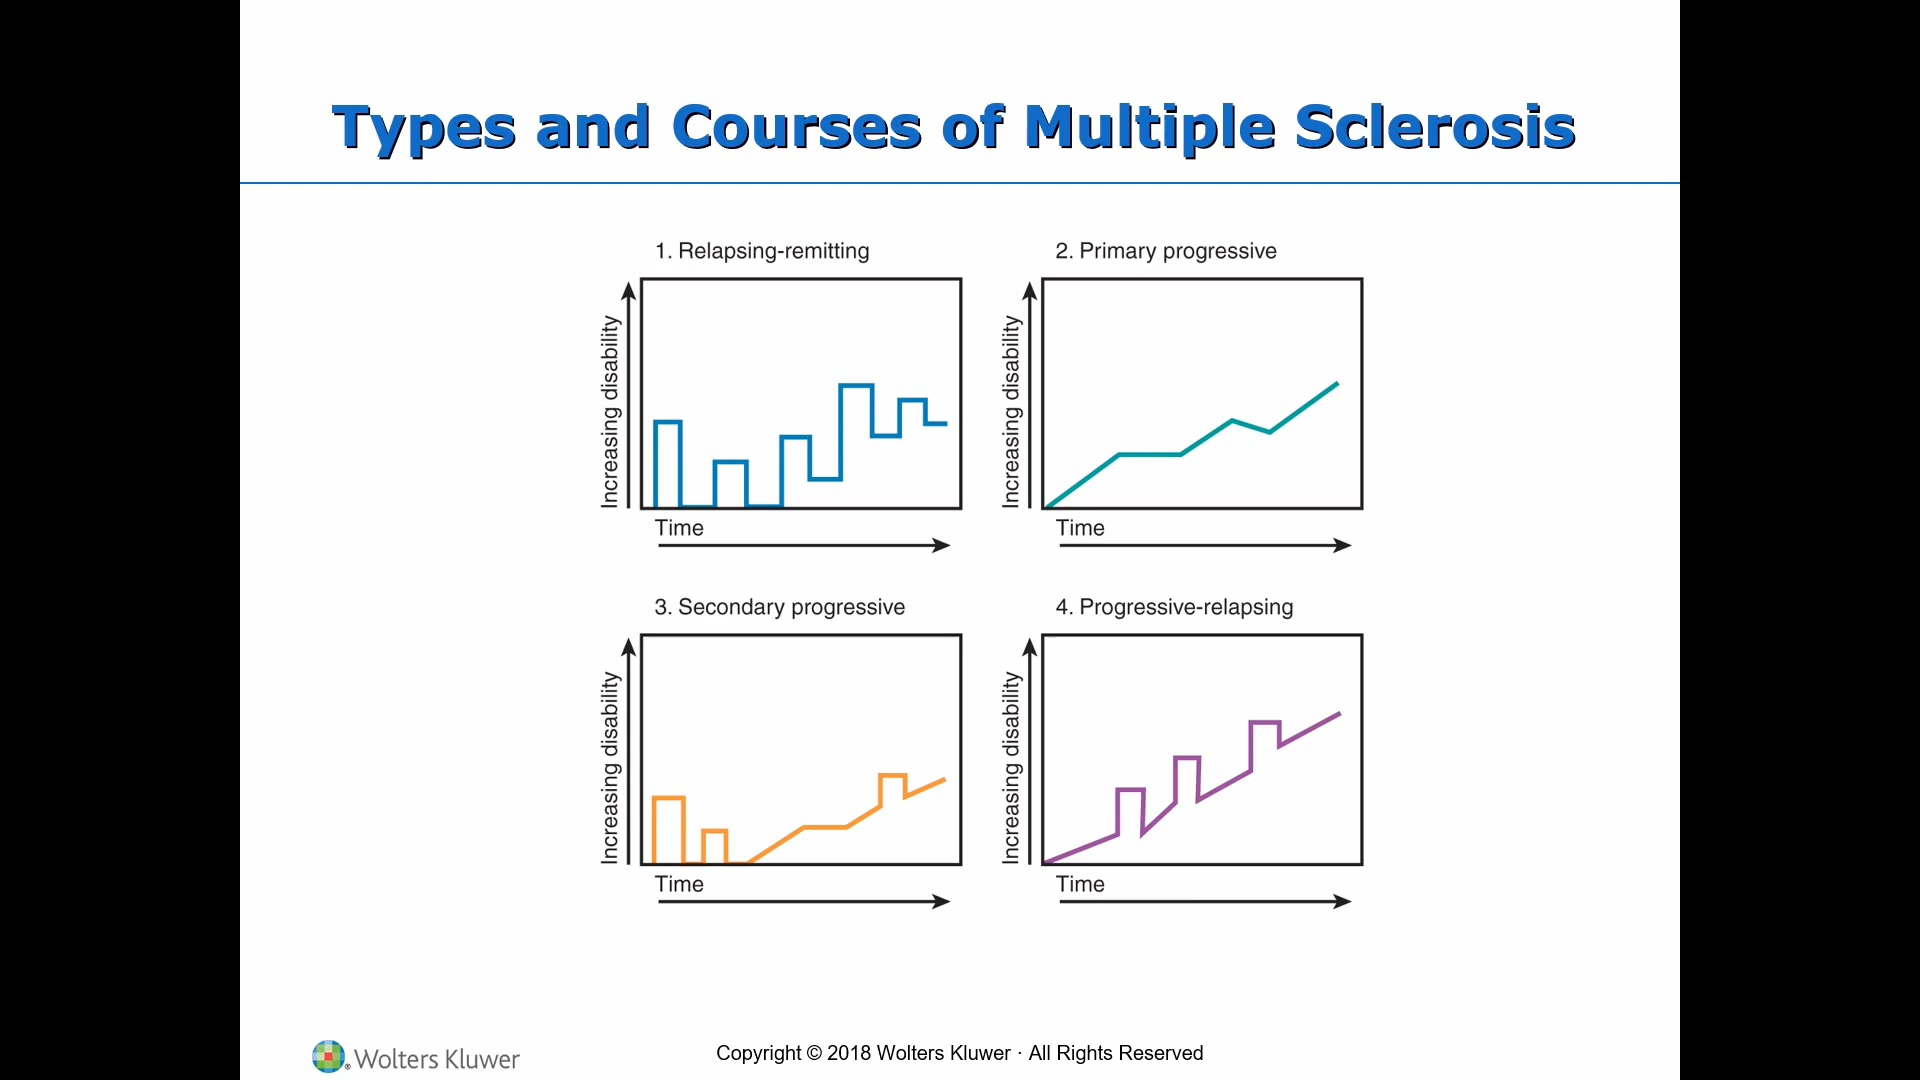 Types and Courses of Multiple Sclerosis
1. Relapsing-remitting
Increasing disability
Time
2. Primary progressive
Increasing disability
Time
3. Secondary progressive
Increasing disability
Time
4. Progressive-relapsing
Increasing disability
Time
Wolters Kluwer
Copyright © 2018 Wolters Kluwer · All Rights Reserved